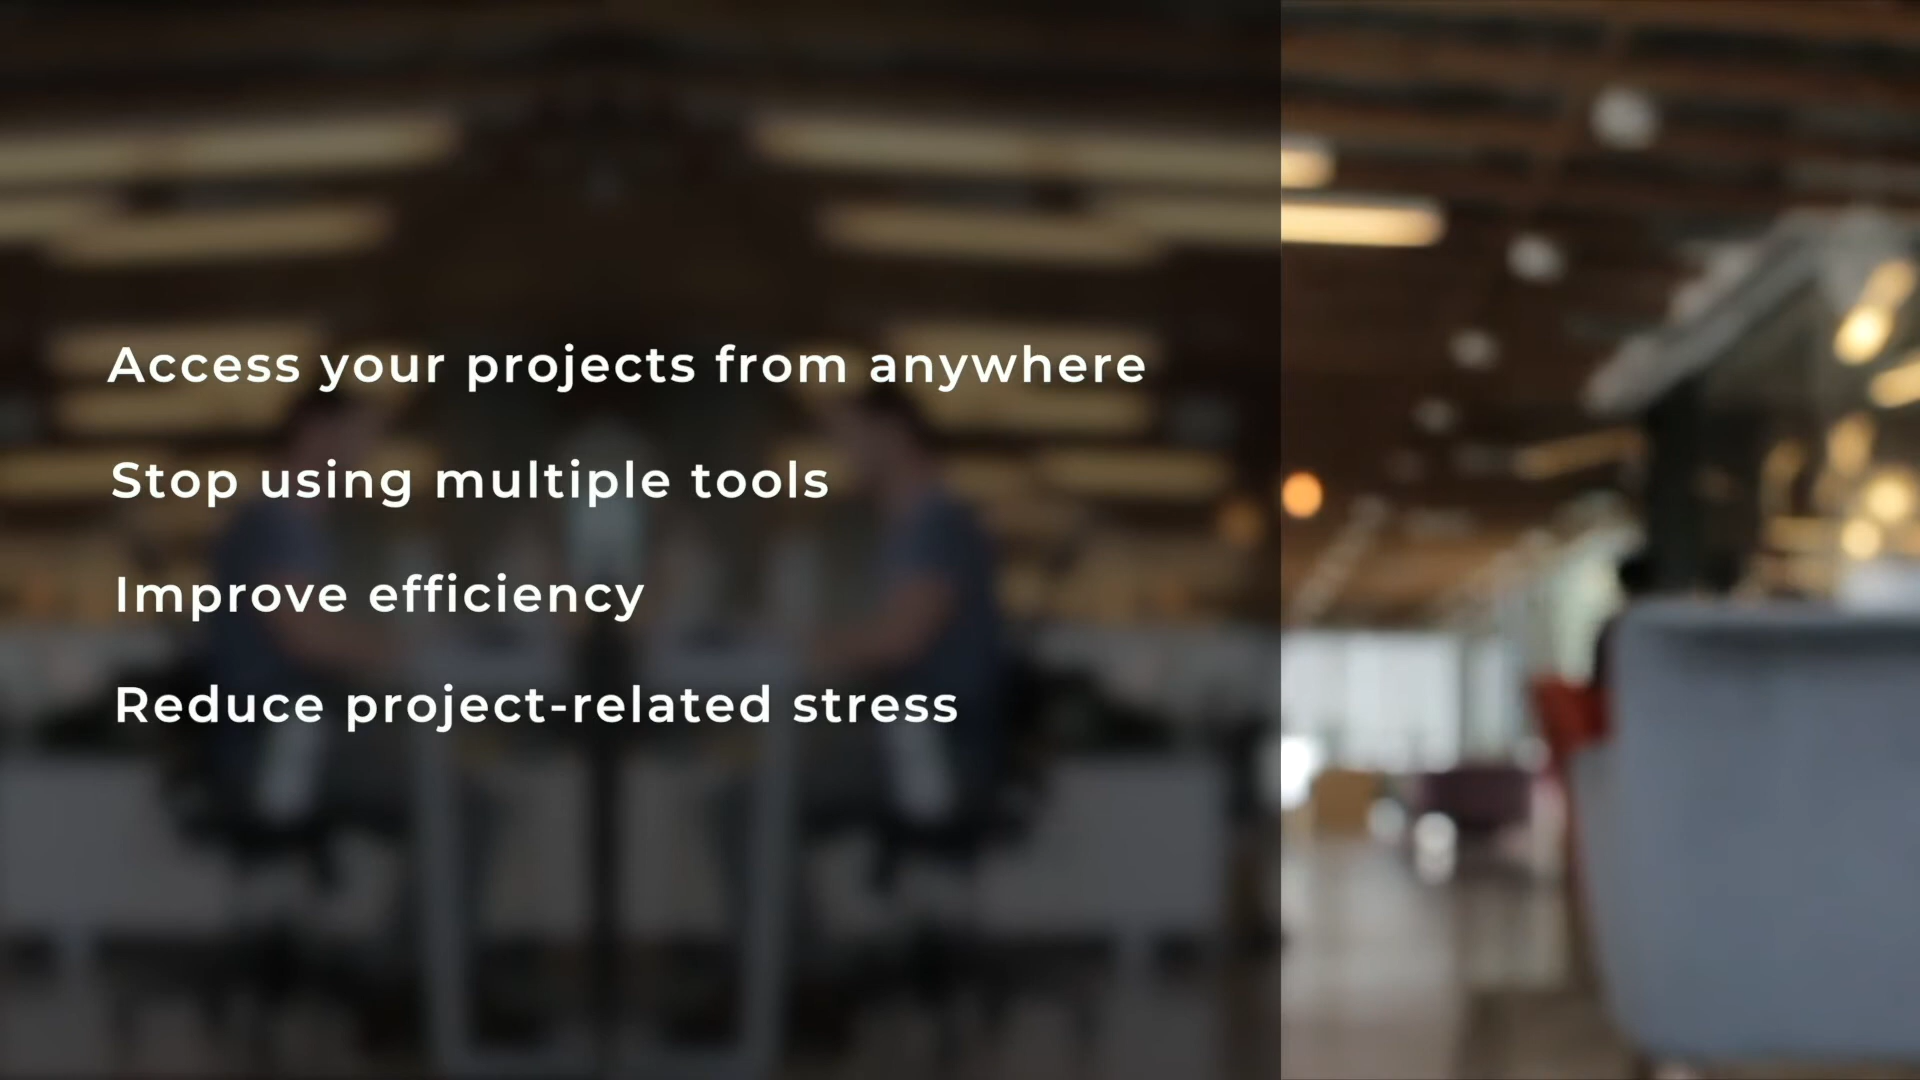 Access your projects from anywhere
Stop using multiple tools
Improve efficiency
Reduce project-related stress